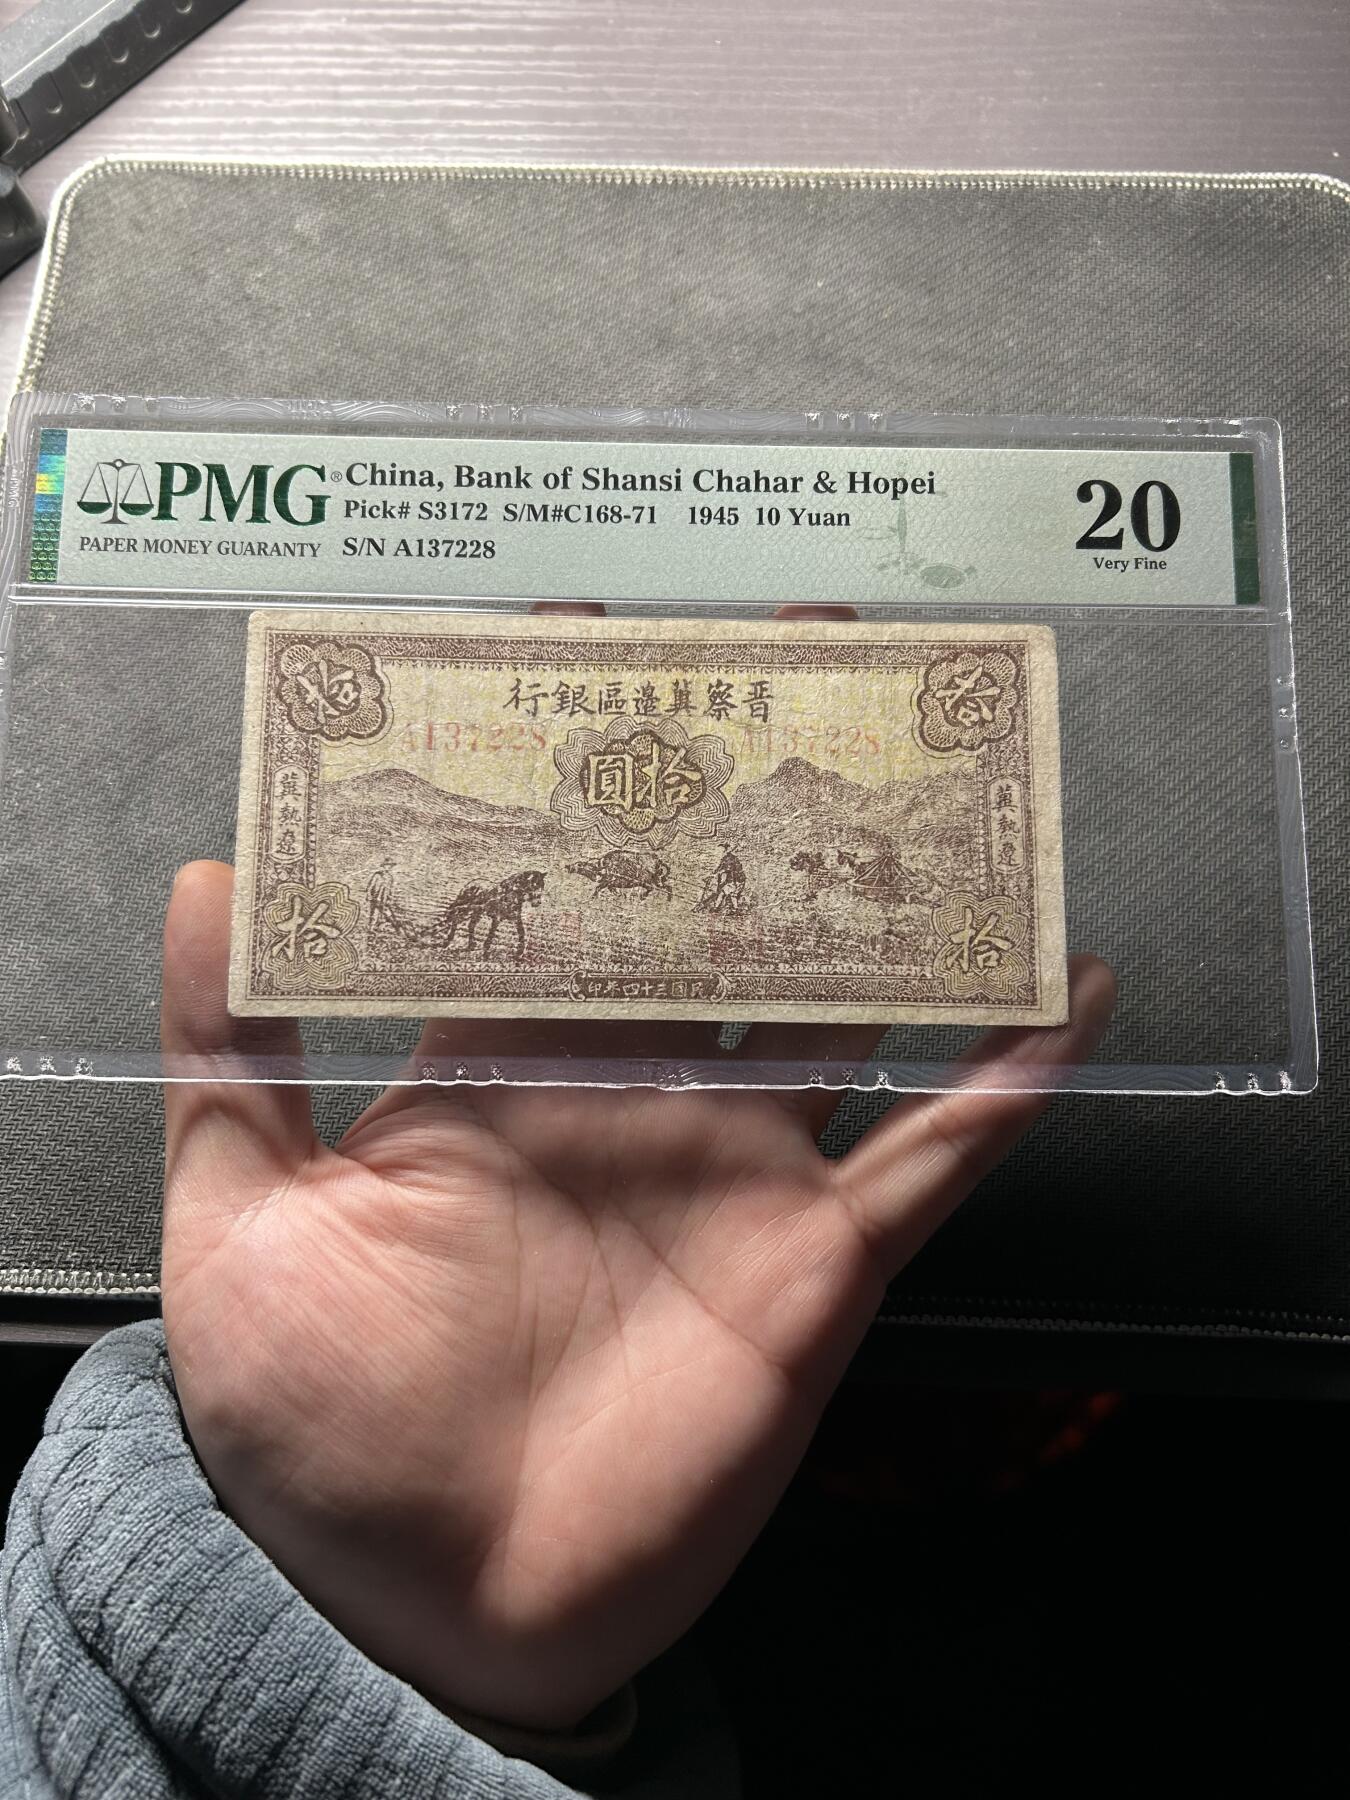 PMG® China, Bank of Shansi Chahar & Hopei
Pick# S3172 S/M#C168-71 1945 10 Yuan
PAPER MONEY GUARANTY S/N A137228
20
Very Fine
拾
行銀區邊冀察晋
A137228
A137228
圓拾
冀熱遼
冀熱遼
拾
拾
印年四十三國民